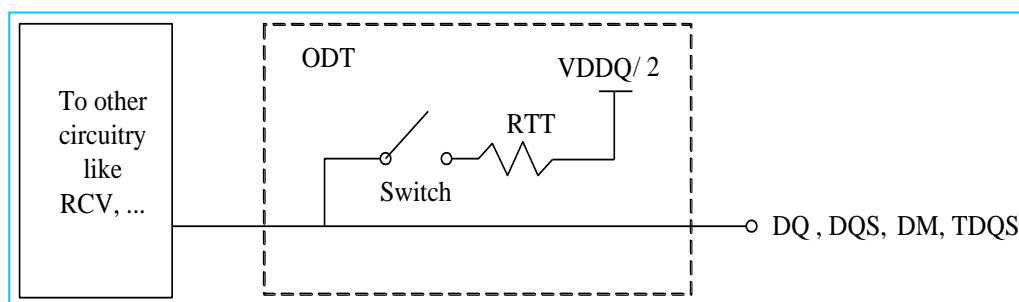 ODT
VDDQ/ 2
To other
circuitry
like
RCV, ...
RTT
Switch
DQ , DQS, DM, TDQS